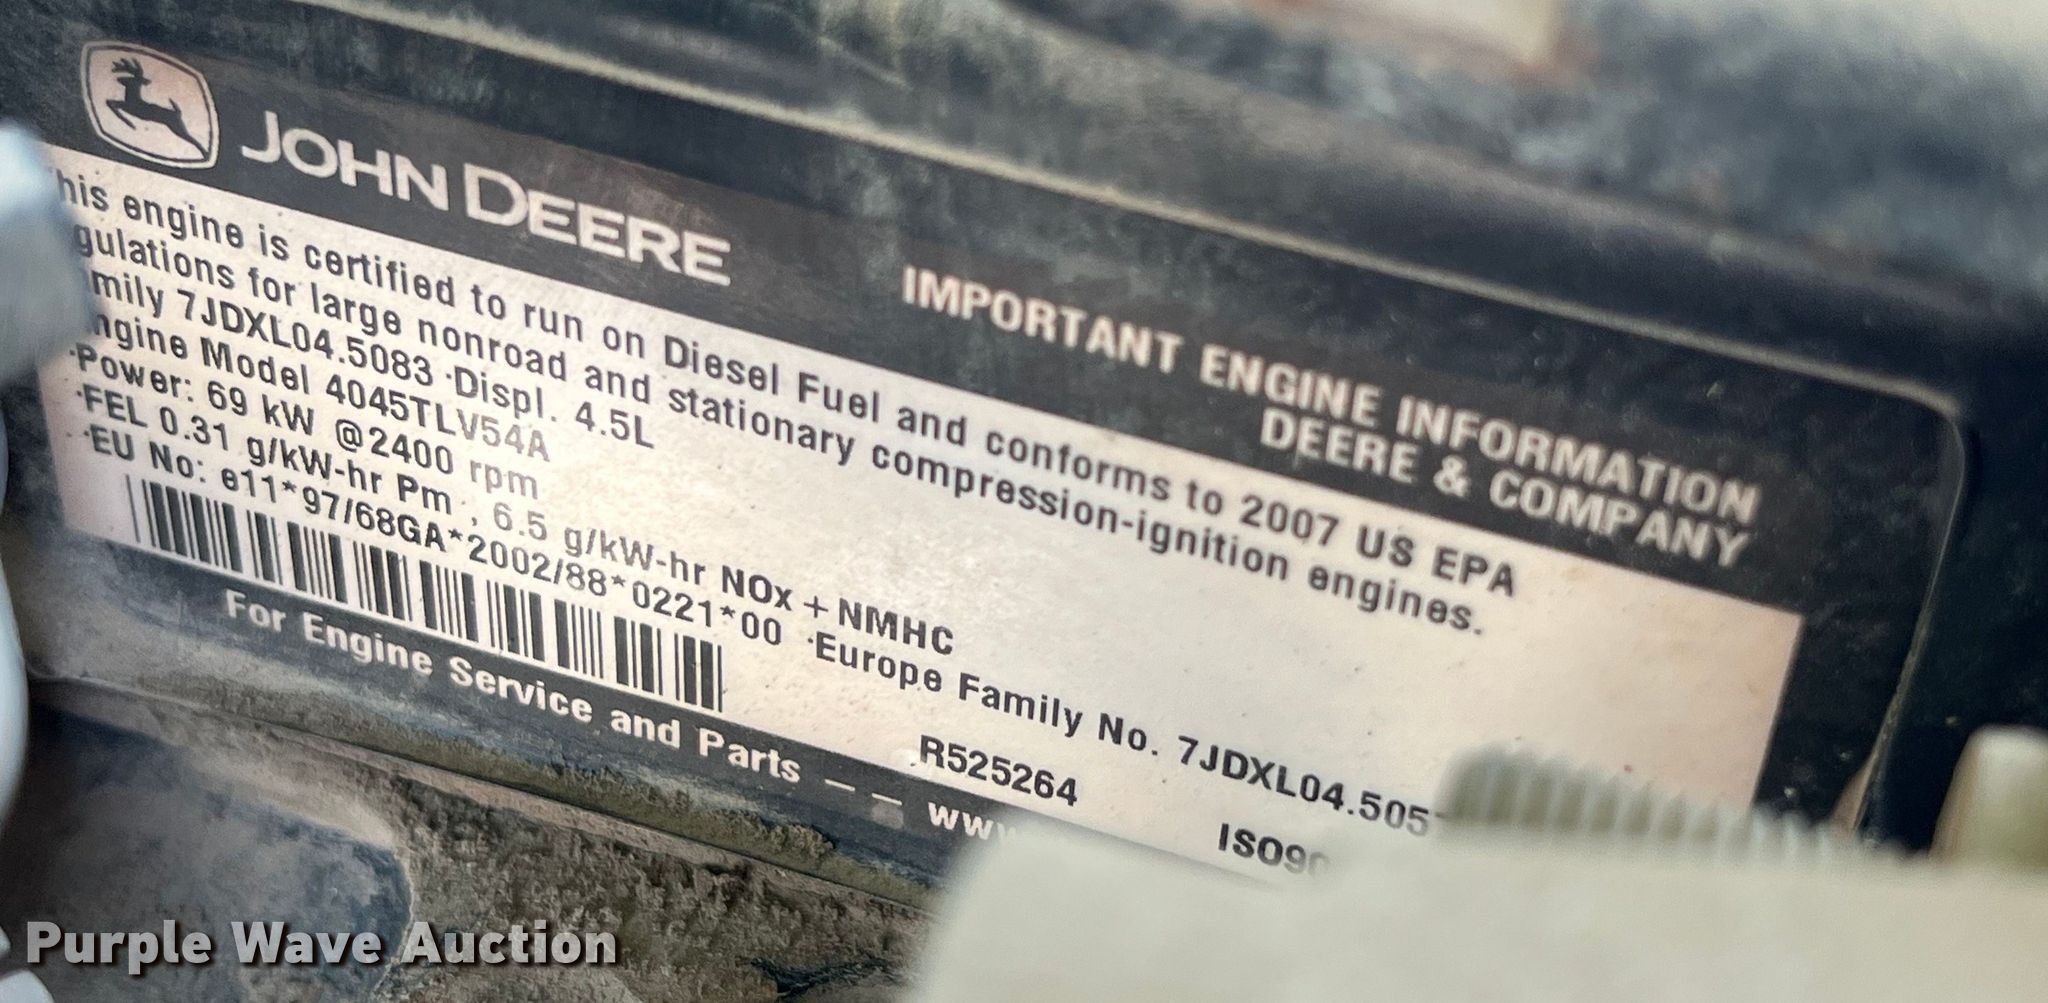 JOHN DEERE
IMPORTANT ENGINE INFORMATION
DEERE & COMPANY
his engine is certified to run on Diesel Fuel and conforms to 2007 US EPA
gulations for large nonroad and stationary compression-ignition engines.
mily 7JDXL04.5083 ·Displ. 4.5L
ngine Model 4045TLV54A
·Power: 69 kW @2400 rpm
·FEL 0.31 g/kW-hr Pm , 6.5 g/kW-hr NOx + NMHC
·EU No: e11*97/68GA*2002/88*0221*00 ·Europe Family No. 7JDXL04.505
R525264
ISO90
For Engine Service and Parts — — www
Purple Wave Auction